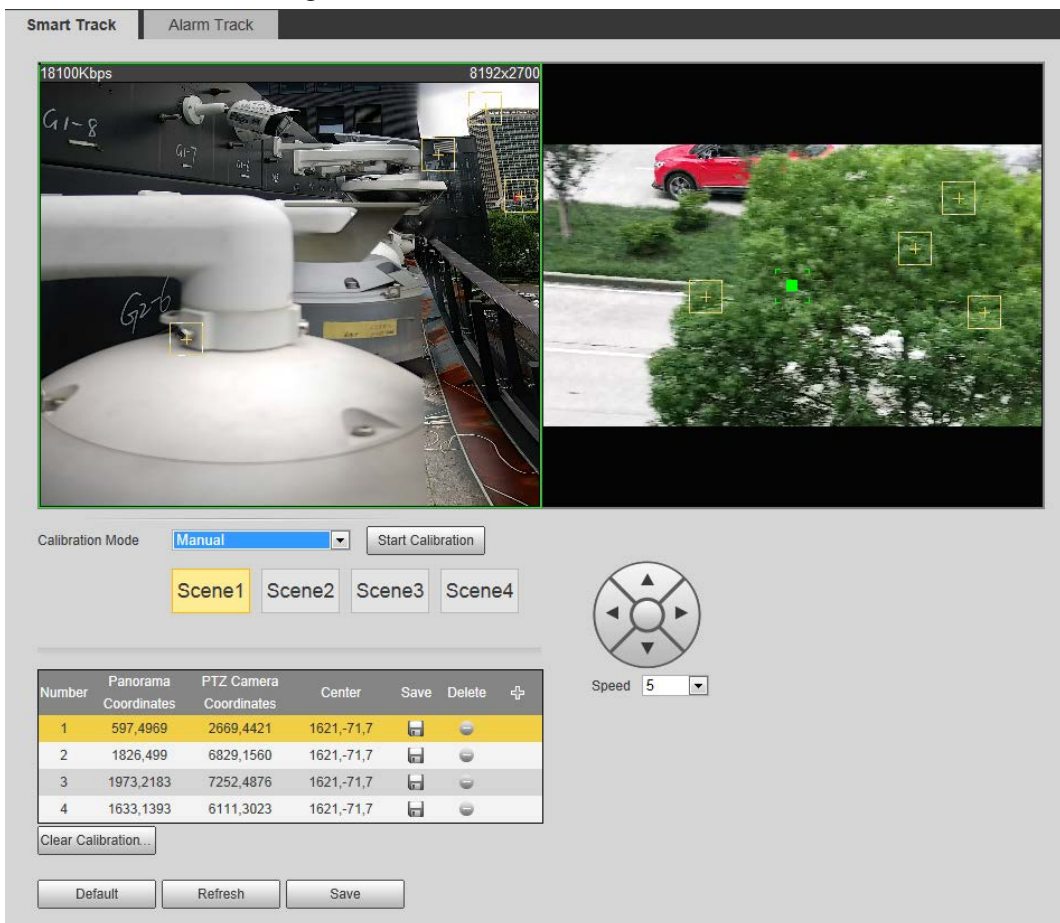 Smart Track Alarm Track
18100Kbps 8192x2700
G1-8
G1-7
G2-6
Calibration Mode Manual Start Calibration
Scene1 Scene2 Scene3 Scene4
Speed 5
Number Panorama Coordinates PTZ Camera Coordinates Center Save Delete
1 597,4969 2669,4421 1621,-71,7
2 1826,499 6829,1560 1621,-71,7
3 1973,2183 7252,4876 1621,-71,7
4 1633,1393 6111,3023 1621,-71,7
Clear Calibration...
Default Refresh Save